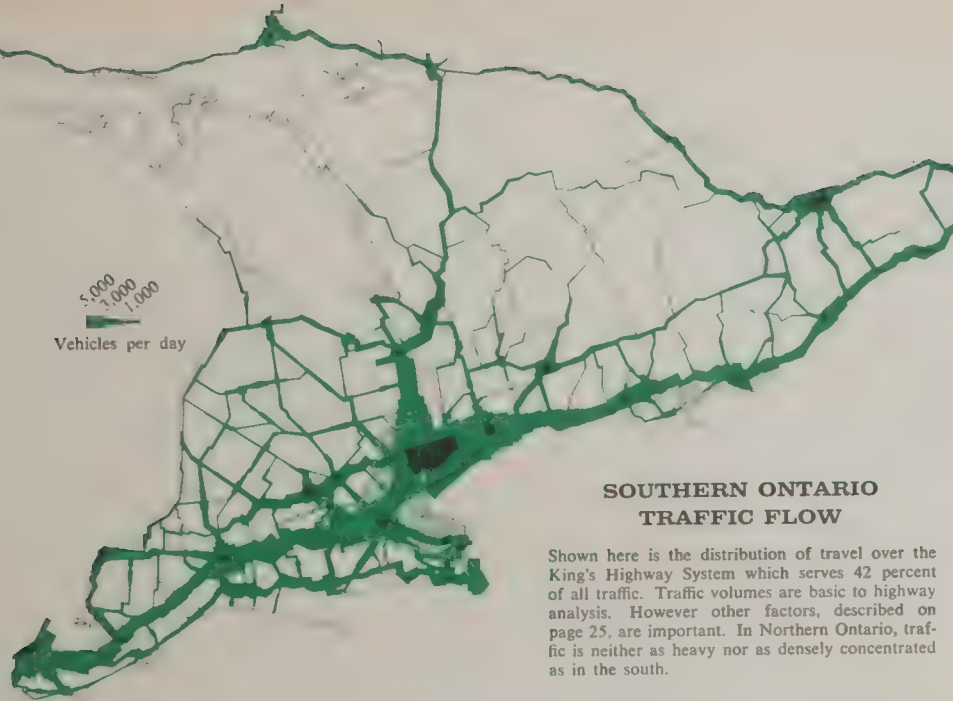 5,000
3,000
1,000
Vehicles per day
SOUTHERN ONTARIO
TRAFFIC FLOW
Shown here is the distribution of travel over the
King's Highway System which serves 42 percent
of all traffic. Traffic volumes are basic to highway
analysis. However other factors, described on
page 25, are important. In Northern Ontario, traf-
fic is neither as heavy nor as densely concentrated
as in the south.